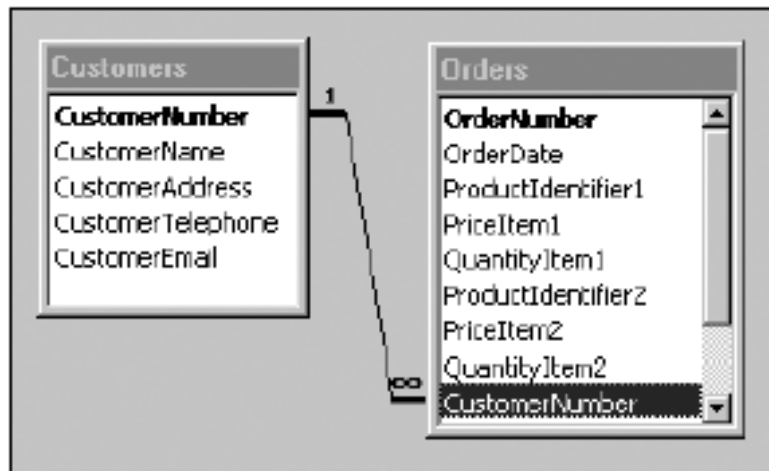 Customers
CustomerNumber
CustomerName
CustomerAddress
CustomerTelephone
CustomerEmail
1
∞
Orders
OrderNumber
OrderDate
ProductIdentifier1
PriceItem1
QuantityItem1
ProductIdentifier2
PriceItem2
QuantityItem2
CustomerNumber